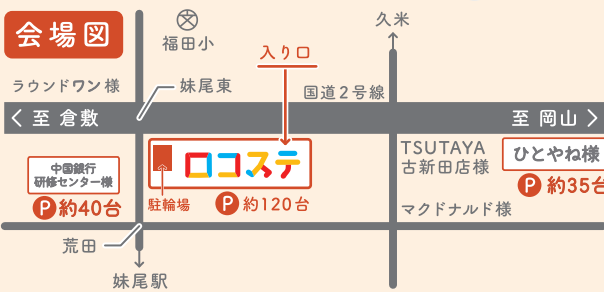 会場図
福田小
久米
入り口
ラウンドワン様
妹尾東
国道2号線
至 倉敷
至 岡山
中国銀行
研修センター様
P 約40台
ロコステ
駐輪場
P 約120台
TSUTAYA
古新田店様
ひとやね様
P 約35台
マクドナルド様
荒田
妹尾駅